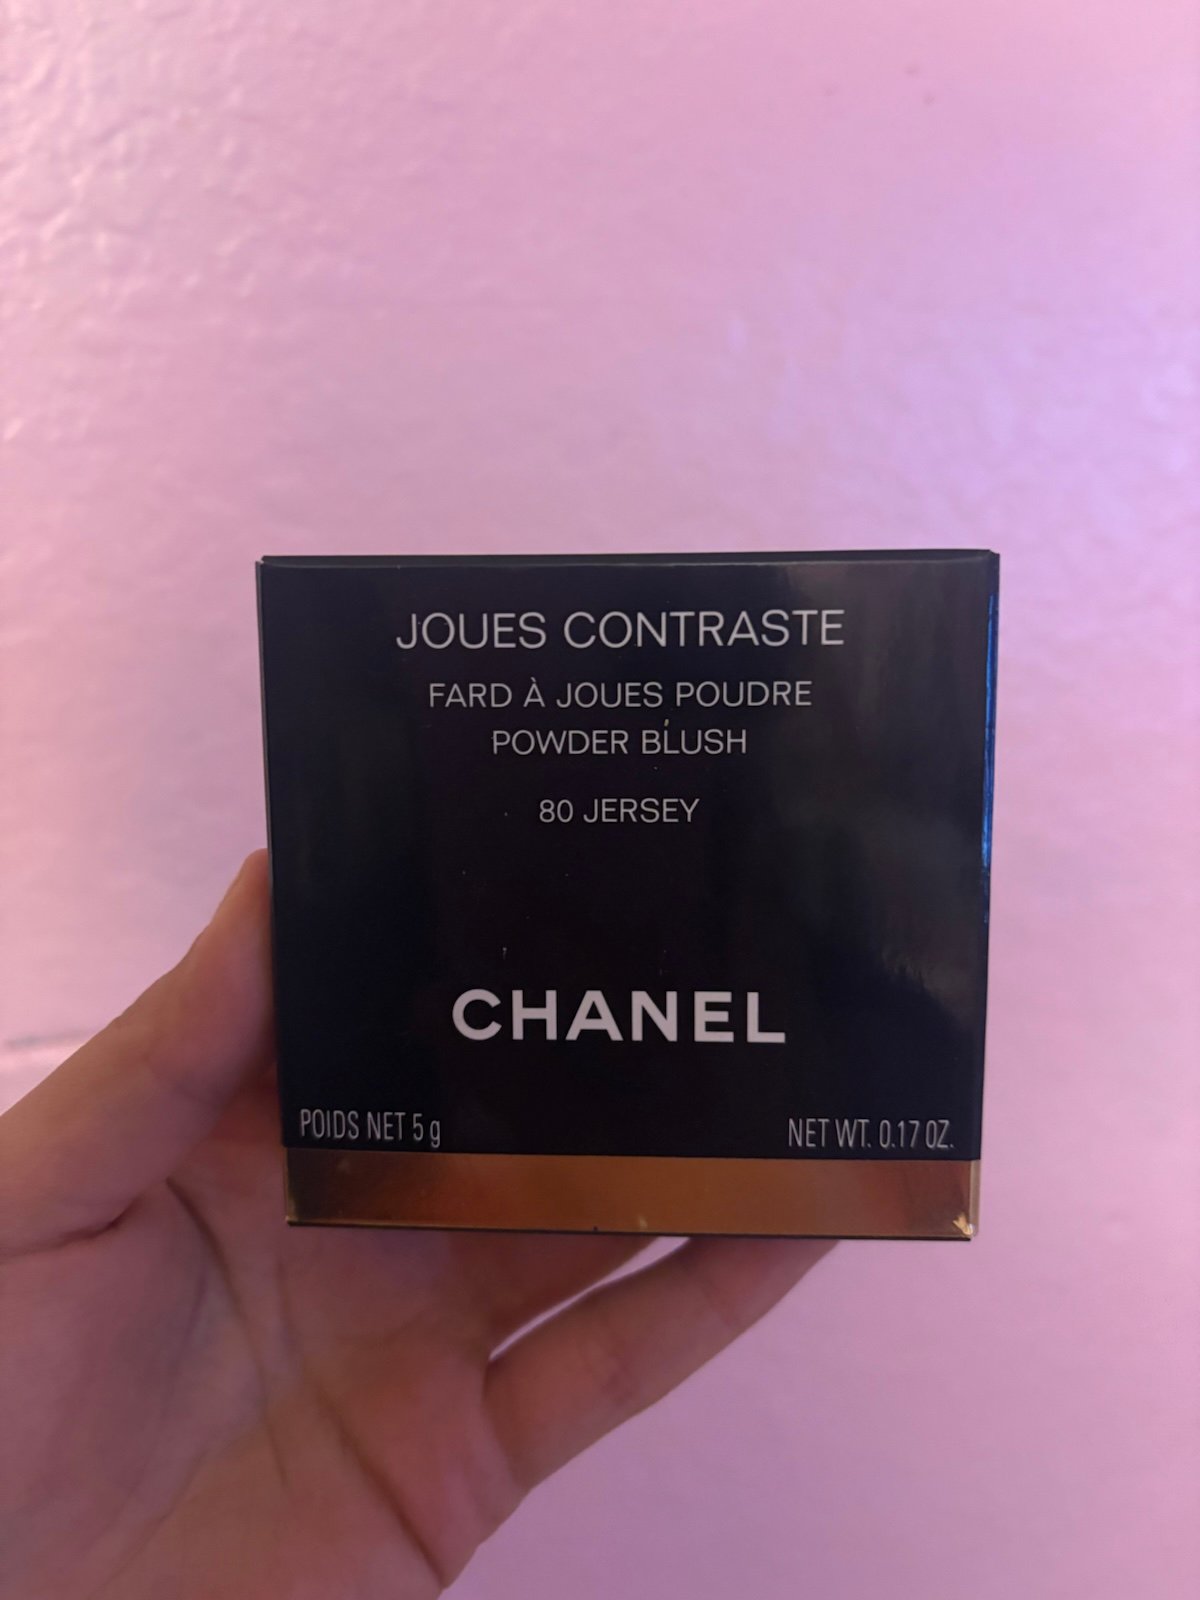 JOUES CONTRASTE
FARD À JOUES POUDRE
POWDER BLUSH
80 JERSEY
CHANEL
POIDS NET 5 g
NET WT. 0.17 OZ.